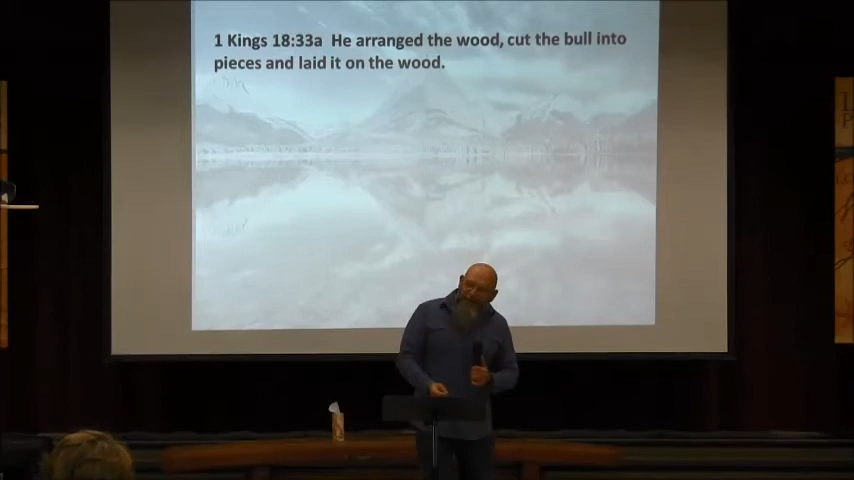 1 Kings 18:33a He arranged the wood, cut the bull into
pieces and laid it on the wood.